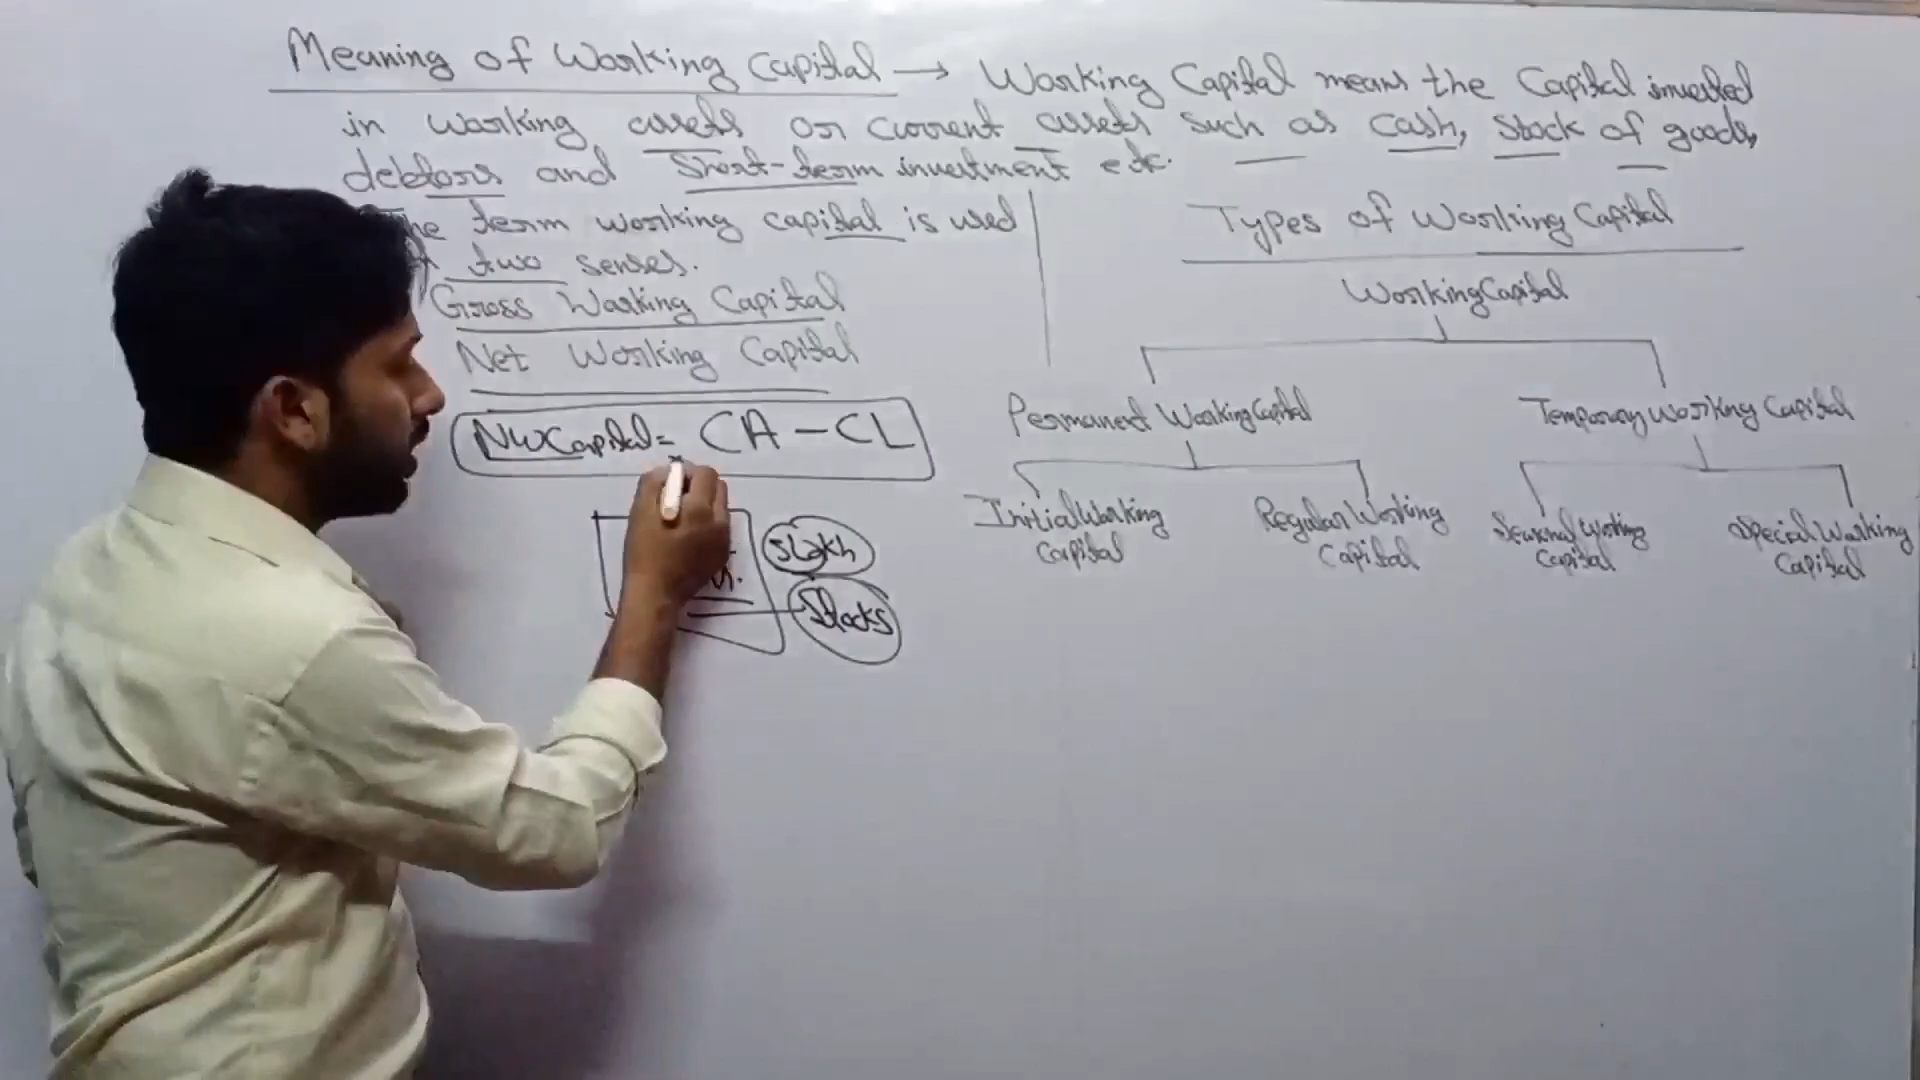 Meaning of Working Capital → Working Capital means the Capital invested
in working assets or current assets such as cash, stock of goods,
debtors and short-term investment etc.
The term working capital is used
two senses.
Gross Working Capital
Net Working Capital
NWCapital = CA - CL
5 Lakh
Stocks
Types of Working Capital
Working Capital
Permanent Working Capital
Temporary Working Capital
Initial Working
Capital
Regular Working
Capital
Seasonal Working
Capital
Special Working
Capital